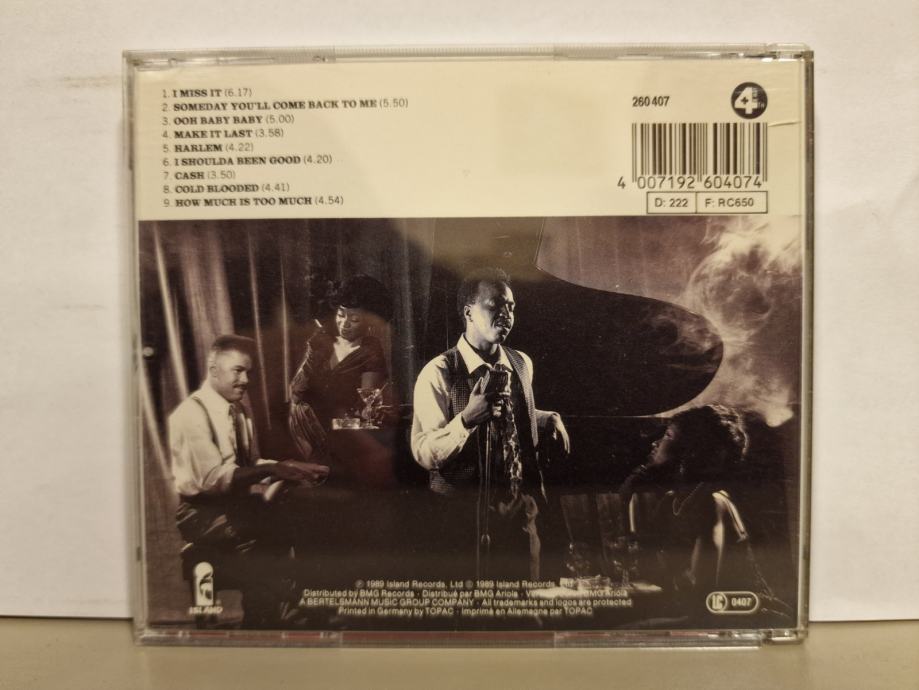 1. I MISS IT (6.17)
2. SOMEDAY YOU'LL COME BACK TO ME (5.50)
3. OOH BABY BABY (5.00)
4. MAKE IT LAST (3.58)
5. HARLEM (4.22)
6. I SHOULDA BEEN GOOD (4.20)
7. CASH (3.50)
8. COLD BLOODED (4.41)
9. HOW MUCH IS TOO MUCH (4.54)
260 407
4
4 007192 604074
D: 222 F: RC650
ISLAND
℗ 1989 Island Records, Ltd © 1989 Island Records, Ltd
Distributed by BMG Records · Distribué par BMG Ariola · BMG Ariola
A BERTELSMANN MUSIC GROUP COMPANY · All trademarks and logos are protected
Printed in Germany by TOPAC · Imprimé en Allemagne par TOPAC
LC 0407